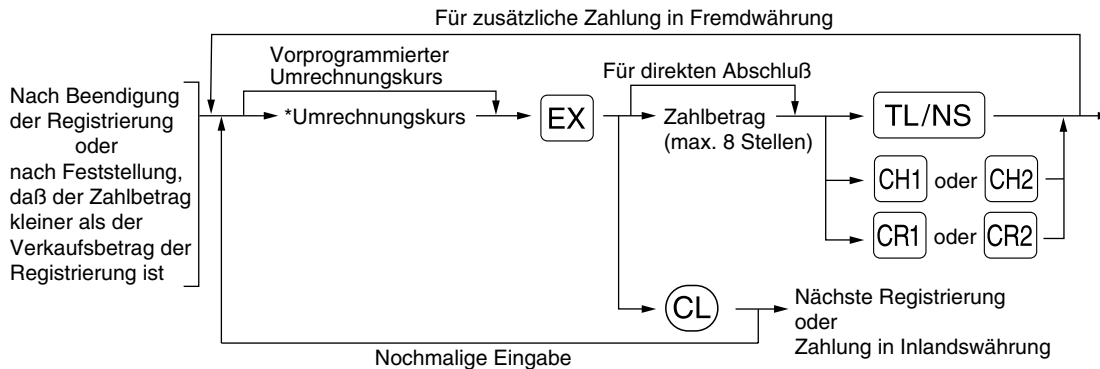 Für zusätzliche Zahlung in Fremdwährung
Vorprogrammierter
Umrechnungskurs
Für direkten Abschluß
Nach Beendigung
der Registrierung
oder
nach Feststellung,
daß der Zahlbetrag
kleiner als der
Verkaufsbetrag der
Registrierung ist
*Umrechnungskurs
EX
Zahlbetrag
(max. 8 Stellen)
TL/NS
CH1 oder CH2
CR1 oder CR2
CL
Nächste Registrierung
oder
Zahlung in Inlandswährung
Nochmalige Eingabe